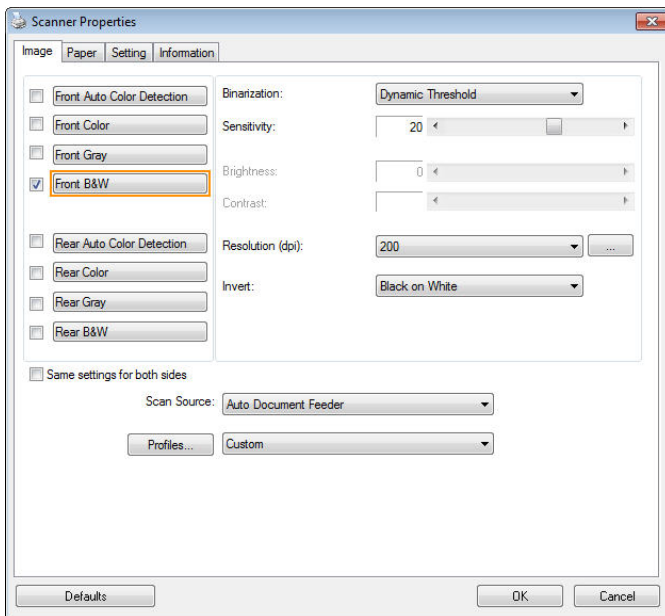 Scanner Properties
Image Paper Setting Information
Front Auto Color Detection
Front Color
Front Gray
Front B&W
Rear Auto Color Detection
Rear Color
Rear Gray
Rear B&W
Binarization: Dynamic Threshold
Sensitivity: 20
Brightness: 0
Contrast:
Resolution (dpi): 200 ...
Invert: Black on White
Same settings for both sides
Scan Source: Auto Document Feeder
Profiles... Custom
Defaults OK Cancel